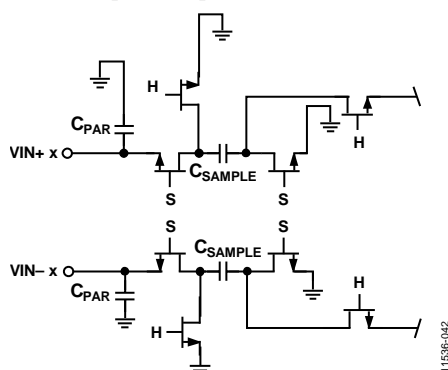 H
C_PAR
VIN+ x
H
C_SAMPLE
S
S
S
S
C_SAMPLE
VIN– x
H
C_PAR
H
11536-042